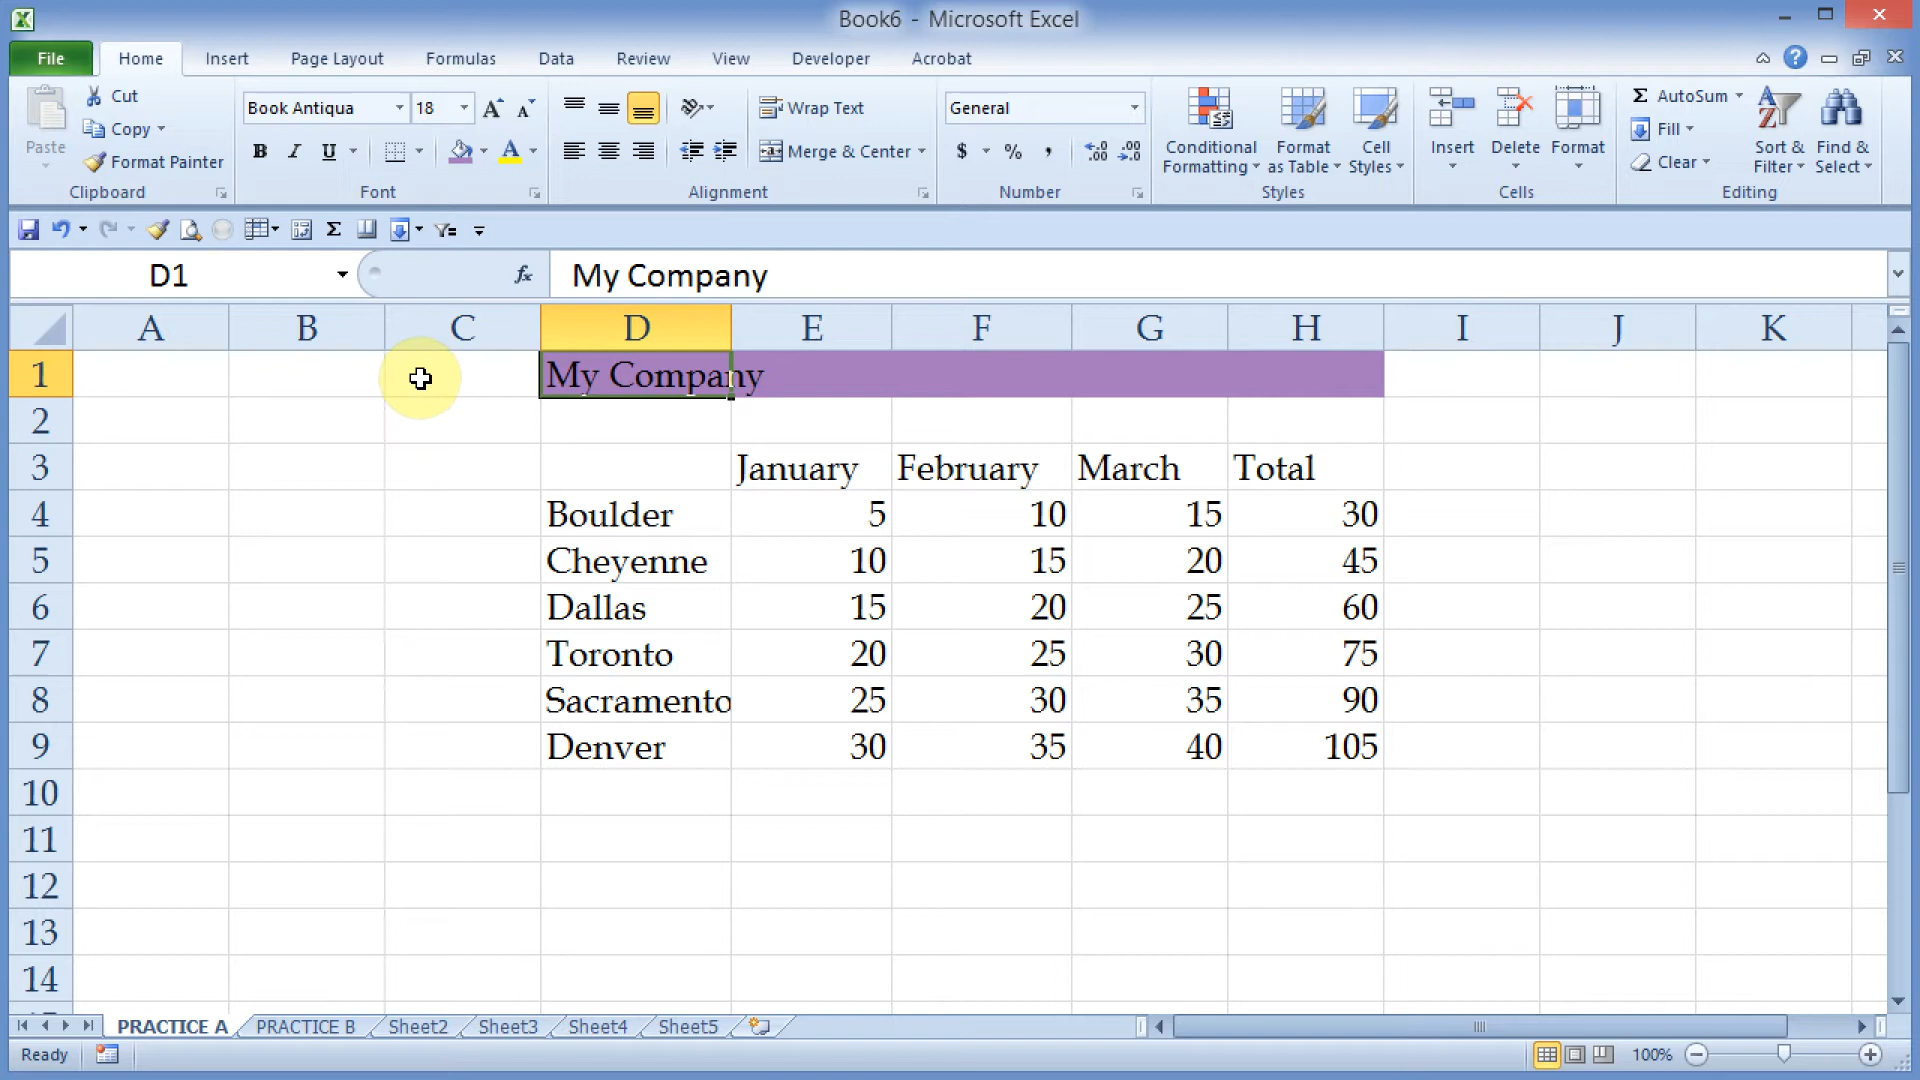 Book6 - Microsoft Excel
File Home Insert Page Layout Formulas Data Review View Developer Acrobat
Paste
Cut
Copy
Format Painter
Clipboard
Book Antiqua 18
B I U A
Font
Wrap Text
Merge & Center
Alignment
General
$ % ,
Number
Conditional Formatting
Format as Table
Cell Styles
Styles
Insert Delete Format
Cells
Σ AutoSum
Fill
Clear
Sort & Filter
Find & Select
Editing
D1 fx My Company
A B C D E F G H I J K
1 My Company
2
3 January February March Total
4 Boulder 5 10 15 30
5 Cheyenne 10 15 20 45
6 Dallas 15 20 25 60
7 Toronto 20 25 30 75
8 Sacramento 25 30 35 90
9 Denver 30 35 40 105
10
11
12
13
14
PRACTICE A PRACTICE B Sheet2 Sheet3 Sheet4 Sheet5
Ready 100%